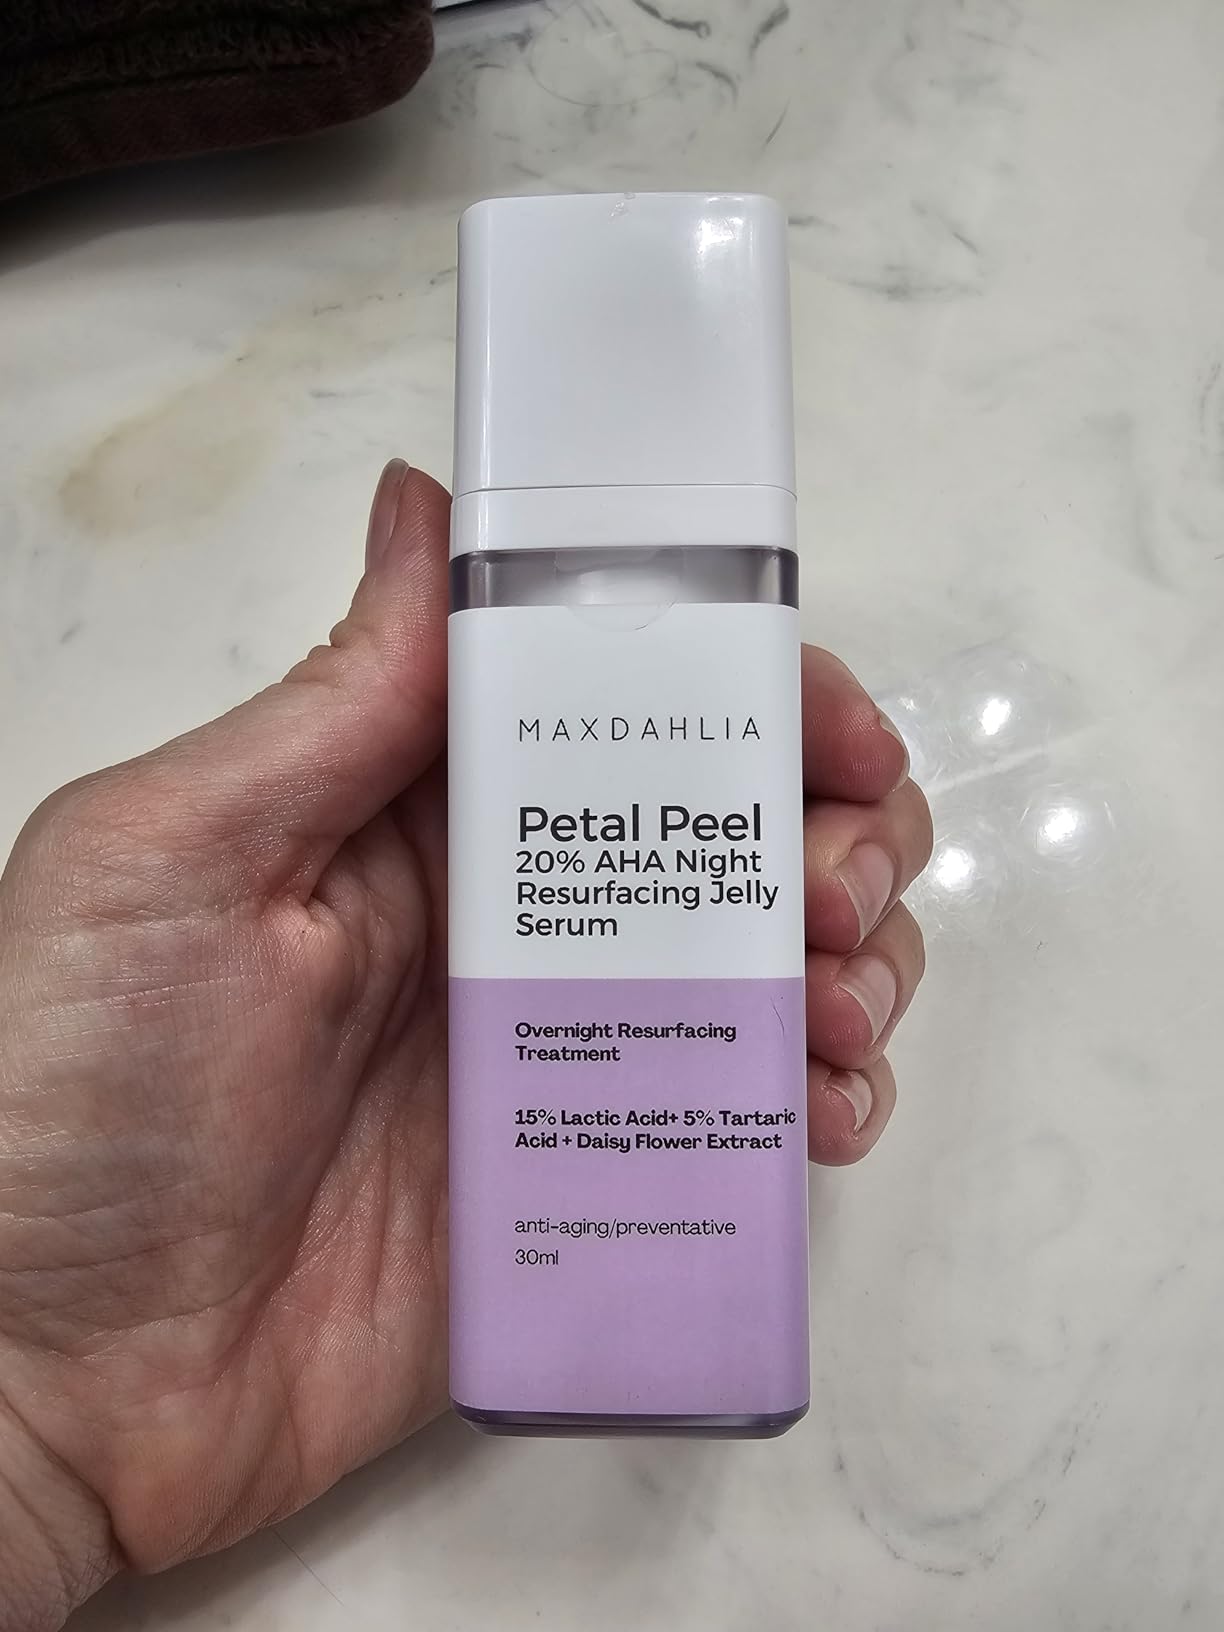 MAXDAHLIA
Petal Peel
20% AHA Night
Resurfacing Jelly
Serum
Overnight Resurfacing
Treatment
15% Lactic Acid+ 5% Tartaric
Acid + Daisy Flower Extract
anti-aging/preventative
30ml